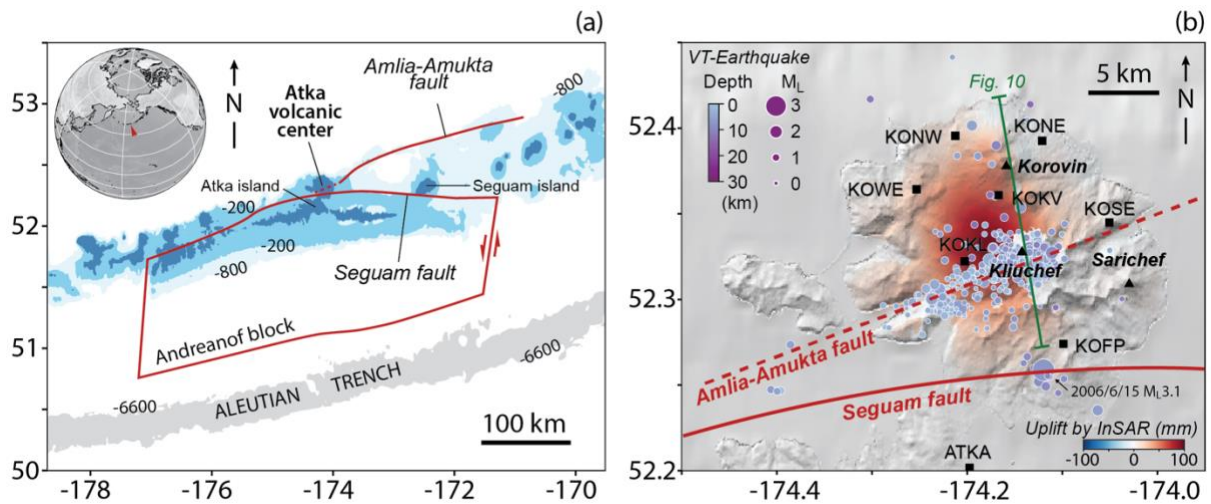 (a)
53
52
51
50
-178
-176
-174
-172
-170
N
Amlia-Amukta
fault
Atka
volcanic
center
-800
Atka island
-200
Seguam island
-200
-800
Seguam fault
Andreanof block
-6600
ALEUTIAN TRENCH
-6600
100 km
(b)
VT-Earthquake
Depth
M_L
0
10
20
30
(km)
3
2
1
0
Fig. 10
5 km
N
52.4
52.3
52.2
KONW
KONE
Korovin
KOWE
KOKV
KOSE
KOKL
Kliuchef
Sarichef
KOFP
Amlia-Amukta fault
2006/6/15 M_L3.1
Seguam fault
Uplift by InSAR (mm)
-100
0
100
ATKA
-174.4
-174.2
-174.0